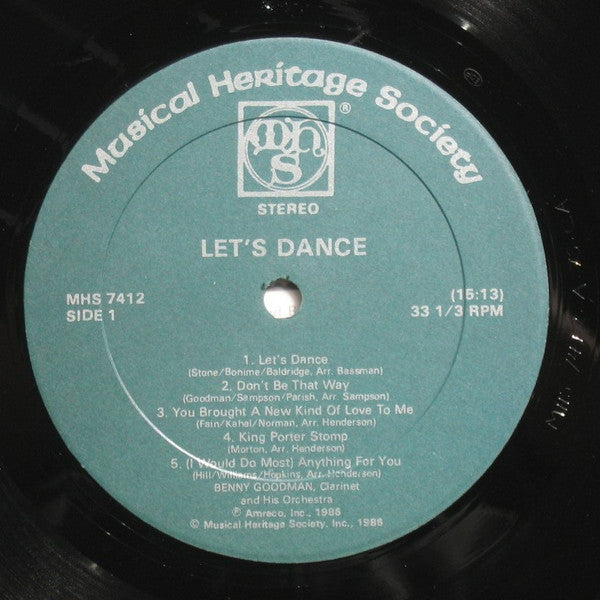 Musical Heritage Society
mhs
®
STEREO
LET'S DANCE
MHS 7412
SIDE 1
(15:13)
33 1/3 RPM
1. Let's Dance
(Stone/Bonime/Baldridge, Arr. Bassman)
2. Don't Be That Way
(Goodman/Sampson/Parish, Arr. Sampson)
3. You Brought A New Kind Of Love To Me
(Fain/Kahal/Norman, Arr. Henderson)
4. King Porter Stomp
(Morton, Arr. Henderson)
5. (I Would Do Most) Anything For You
(Hill/Williams/Hopkins, Arr. Henderson)
BENNY GOODMAN, Clarinet
and His Orchestra
℗ Amreco, Inc., 1986
© Musical Heritage Society, Inc., 1986